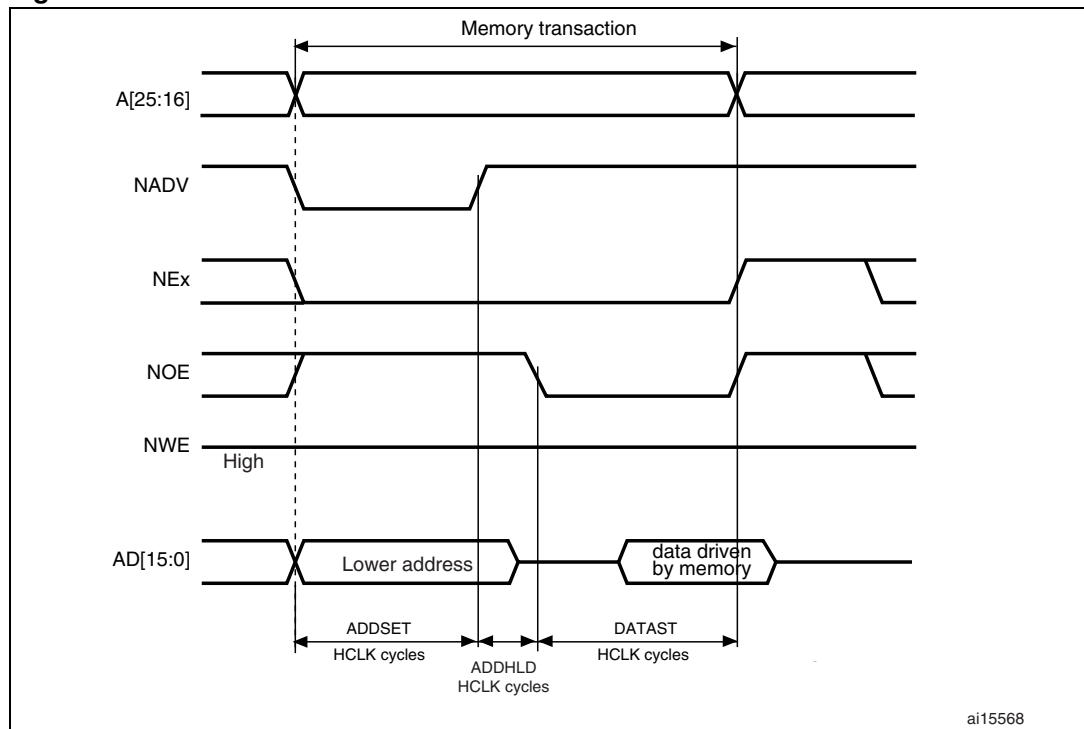 Memory transaction
A[25:16]
NADV
NEx
NOE
NWE
High
AD[15:0]
Lower address
data driven
by memory
ADDSET
HCLK cycles
ADDHLD
HCLK cycles
DATAST
HCLK cycles
ai15568